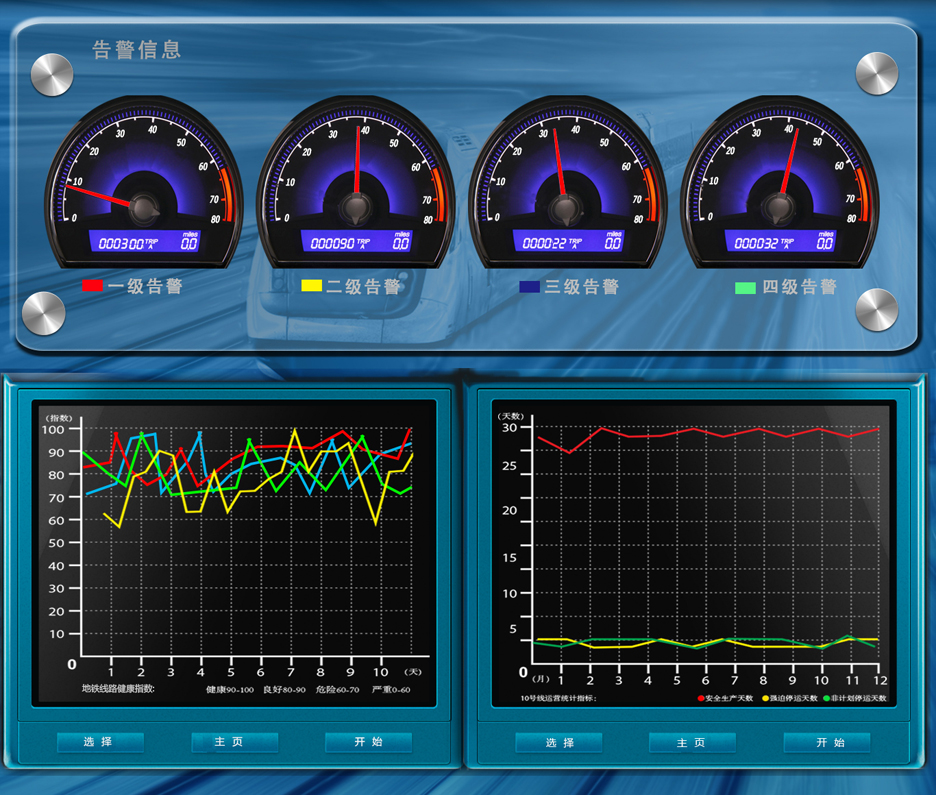 告警信息
0 10 20 30 40 50 60 70 80
000300 TRIP A miles 0.0
0 10 20 30 40 50 60 70 80
000090 TRIP A miles 0.0
0 10 20 30 40 50 60 70 80
000022 TRIP A miles 0.0
0 10 20 30 40 50 60 70 80
000032 TRIP A miles 0.0
一级告警
二级告警
三级告警
四级告警
(指数)
100
90
80
70
60
50
40
30
20
10
0
1 2 3 4 5 6 7 8 9 10 (天)
地铁线路健康指数: 健康90-100 良好80-90 危险60-70 严重0-60
(天数)
30
25
20
15
10
5
0
(月) 1 2 3 4 5 6 7 8 9 10 11 12
10号线运营统计指标: 安全生产天数 强迫停运天数 非计划停运天数
选 择
主 页
开 始
选 择
主 页
开 始